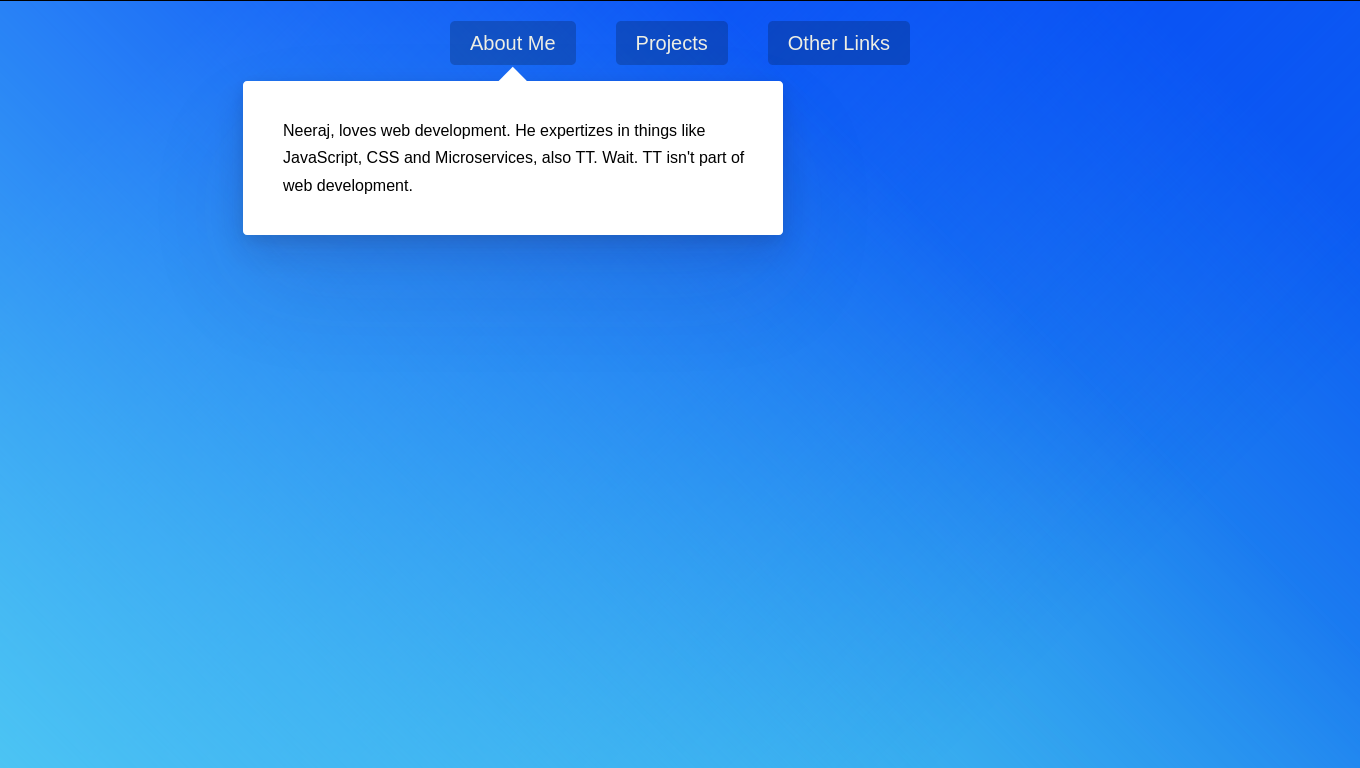 About Me
Projects
Other Links
Neeraj, loves web development. He expertizes in things like
JavaScript, CSS and Microservices, also TT. Wait. TT isn't part of
web development.